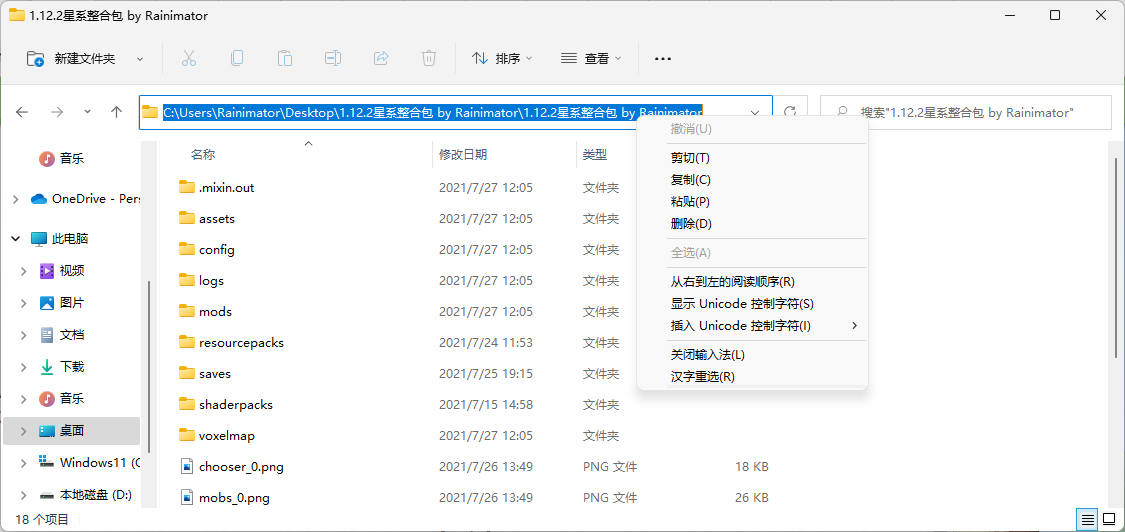 1.12.2星系整合包 by Rainimator
新建文件夹 排序 查看
C:\Users\Rainimator\Desktop\1.12.2星系整合包 by Rainimator\1.12.2星系整合包 by Rainimator
搜索"1.12.2星系整合包 by Rainimator"
音乐
OneDrive - Pers
此电脑
视频
图片
文档
下载
音乐
桌面
Windows11 (C
本地磁盘 (D:)
名称 修改日期 类型
.mixin.out 2021/7/27 12:05 文件夹
assets 2021/7/27 12:05 文件夹
config 2021/7/27 12:05 文件夹
logs 2021/7/27 12:05 文件夹
mods 2021/7/27 12:05 文件夹
resourcepacks 2021/7/24 11:53 文件夹
saves 2021/7/25 19:15 文件夹
shaderpacks 2021/7/15 14:58 文件夹
voxelmap 2021/7/27 12:05 文件夹
chooser_0.png 2021/7/26 13:49 PNG 文件 18 KB
mobs_0.png 2021/7/26 13:49 PNG 文件 26 KB
撤消(U)
剪切(T)
复制(C)
粘贴(P)
删除(D)
全选(A)
从右到左的阅读顺序(R)
显示 Unicode 控制字符(S)
插入 Unicode 控制字符(I)
关闭输入法(L)
汉字重选(R)
18 个项目